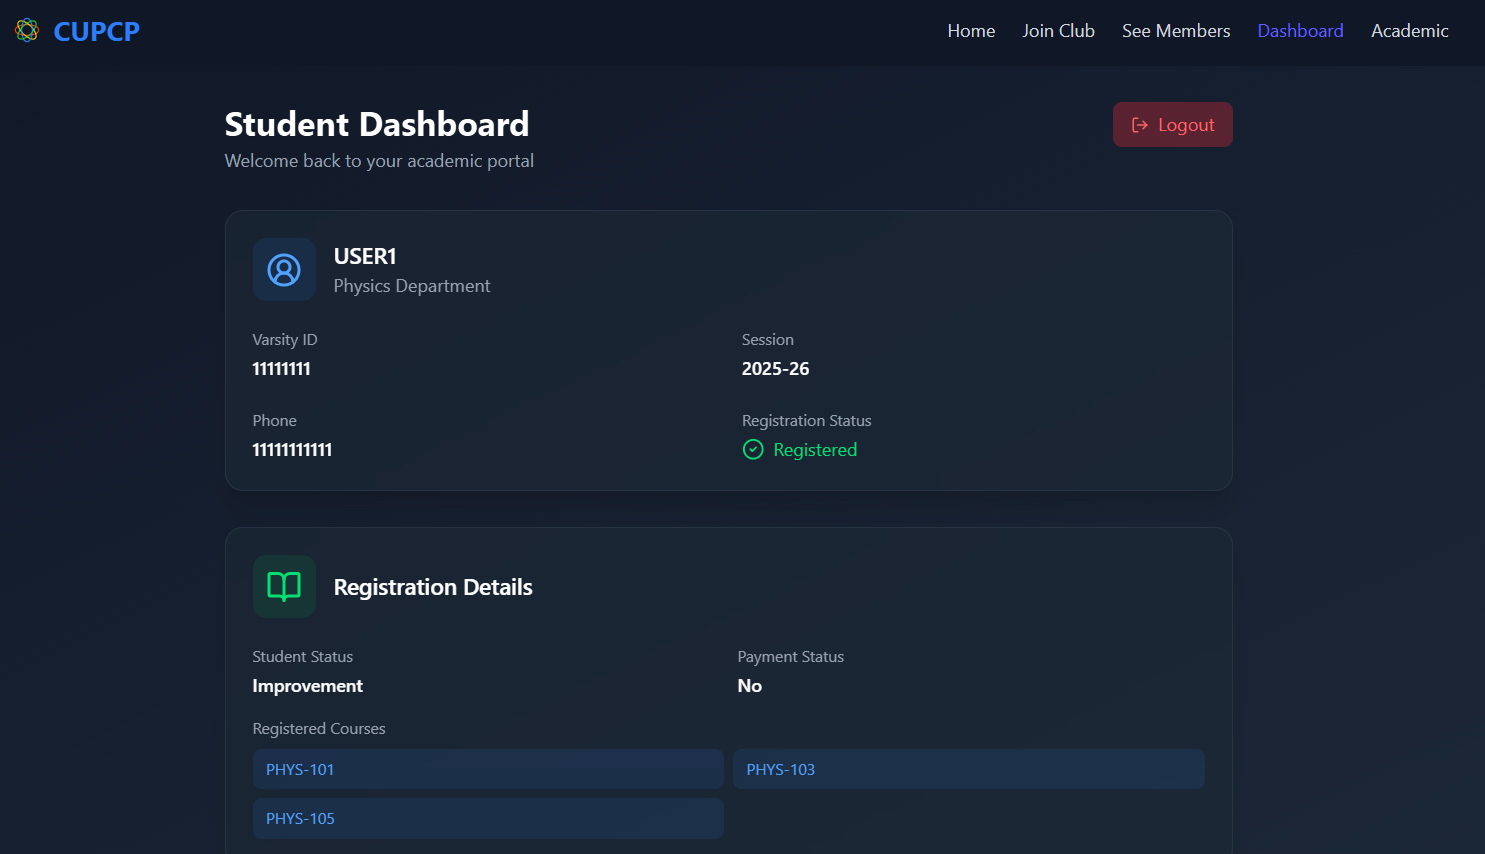 CUPCP
Home Join Club See Members Dashboard Academic
Student Dashboard
Welcome back to your academic portal
Logout
USER1
Physics Department
Varsity ID
11111111
Session
2025-26
Phone
11111111111
Registration Status
Registered
Registration Details
Student Status
Improvement
Payment Status
No
Registered Courses
PHYS-101
PHYS-103
PHYS-105